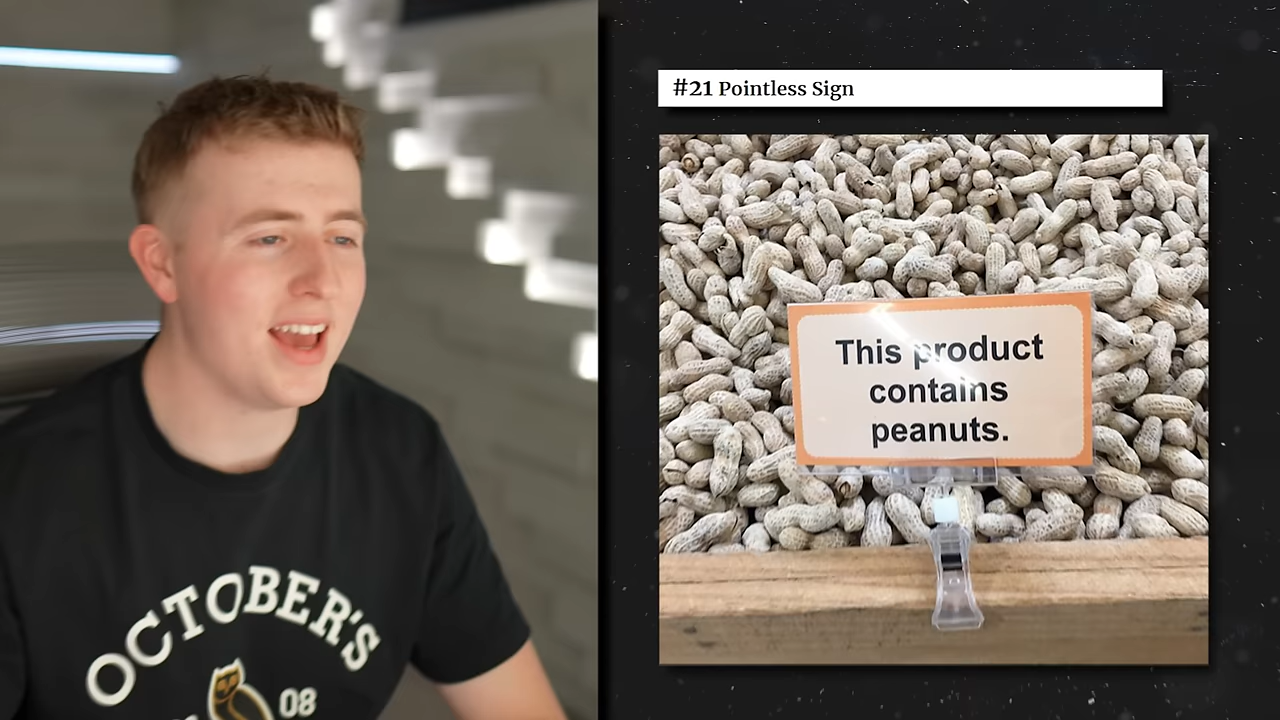 #21 Pointless Sign
This product
contains
peanuts.
OCTOBER'S
08